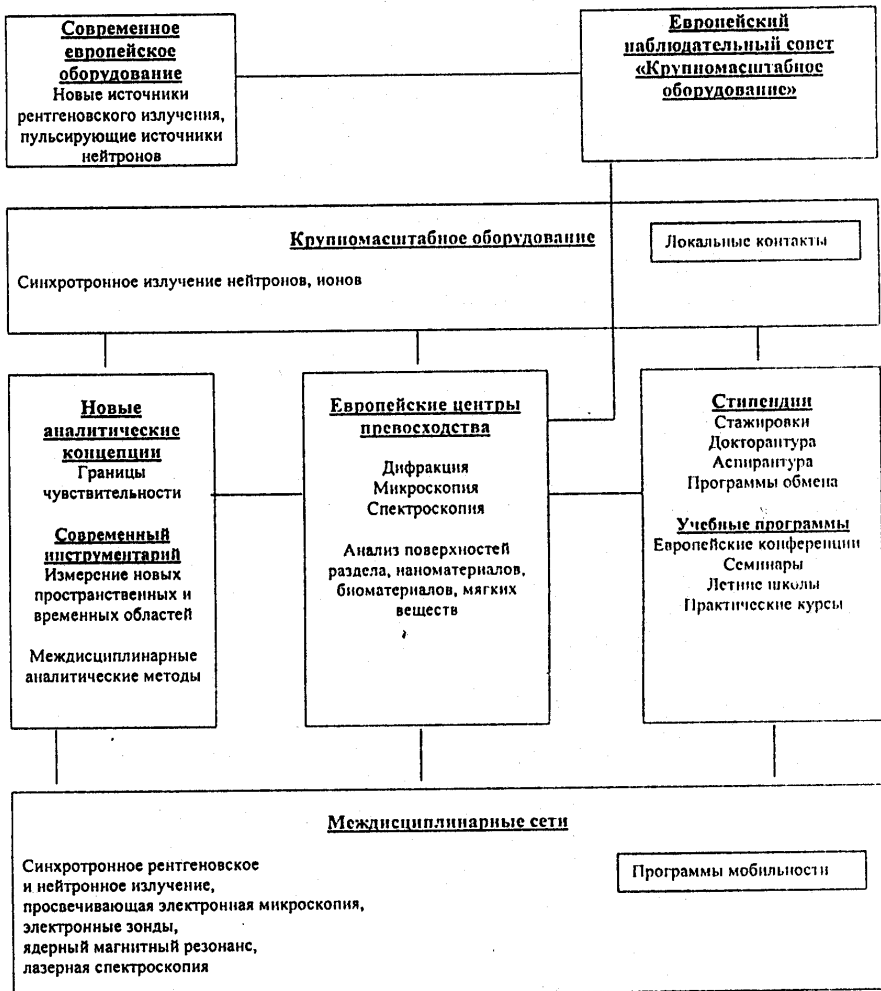 Современное
европейское
оборудование
Новые источники
рентгеновского излучения,
пульсирующие источники
нейтронов
Европейский
наблюдательный совет
«Крупномасштабное
оборудование»
Крупномасштабное оборудование
Локальные контакты
Синхротронное излучение нейтронов, ионов
Новые
аналитические
концепции
Границы
чувствительности
Современный
инструментарий
Измерение новых
пространственных и
временных областей
Междисциплинарные
аналитические методы
Европейские центры
превосходства
Дифракция
Микроскопия
Спектроскопия
Анализ поверхностей
раздела, наноматериалов,
биоматериалов, мягких
веществ
Стипендии
Стажировки
Докторантура
Аспирантура
Программы обмена
Учебные программы
Европейские конференции
Семинары
Летние школы
Практические курсы
Междисциплинарные сети
Синхротронное рентгеновское
и нейтронное излучение,
просвечивающая электронная микроскопия,
электронные зонды,
ядерный магнитный резонанс,
лазерная спектроскопия
Программы мобильности